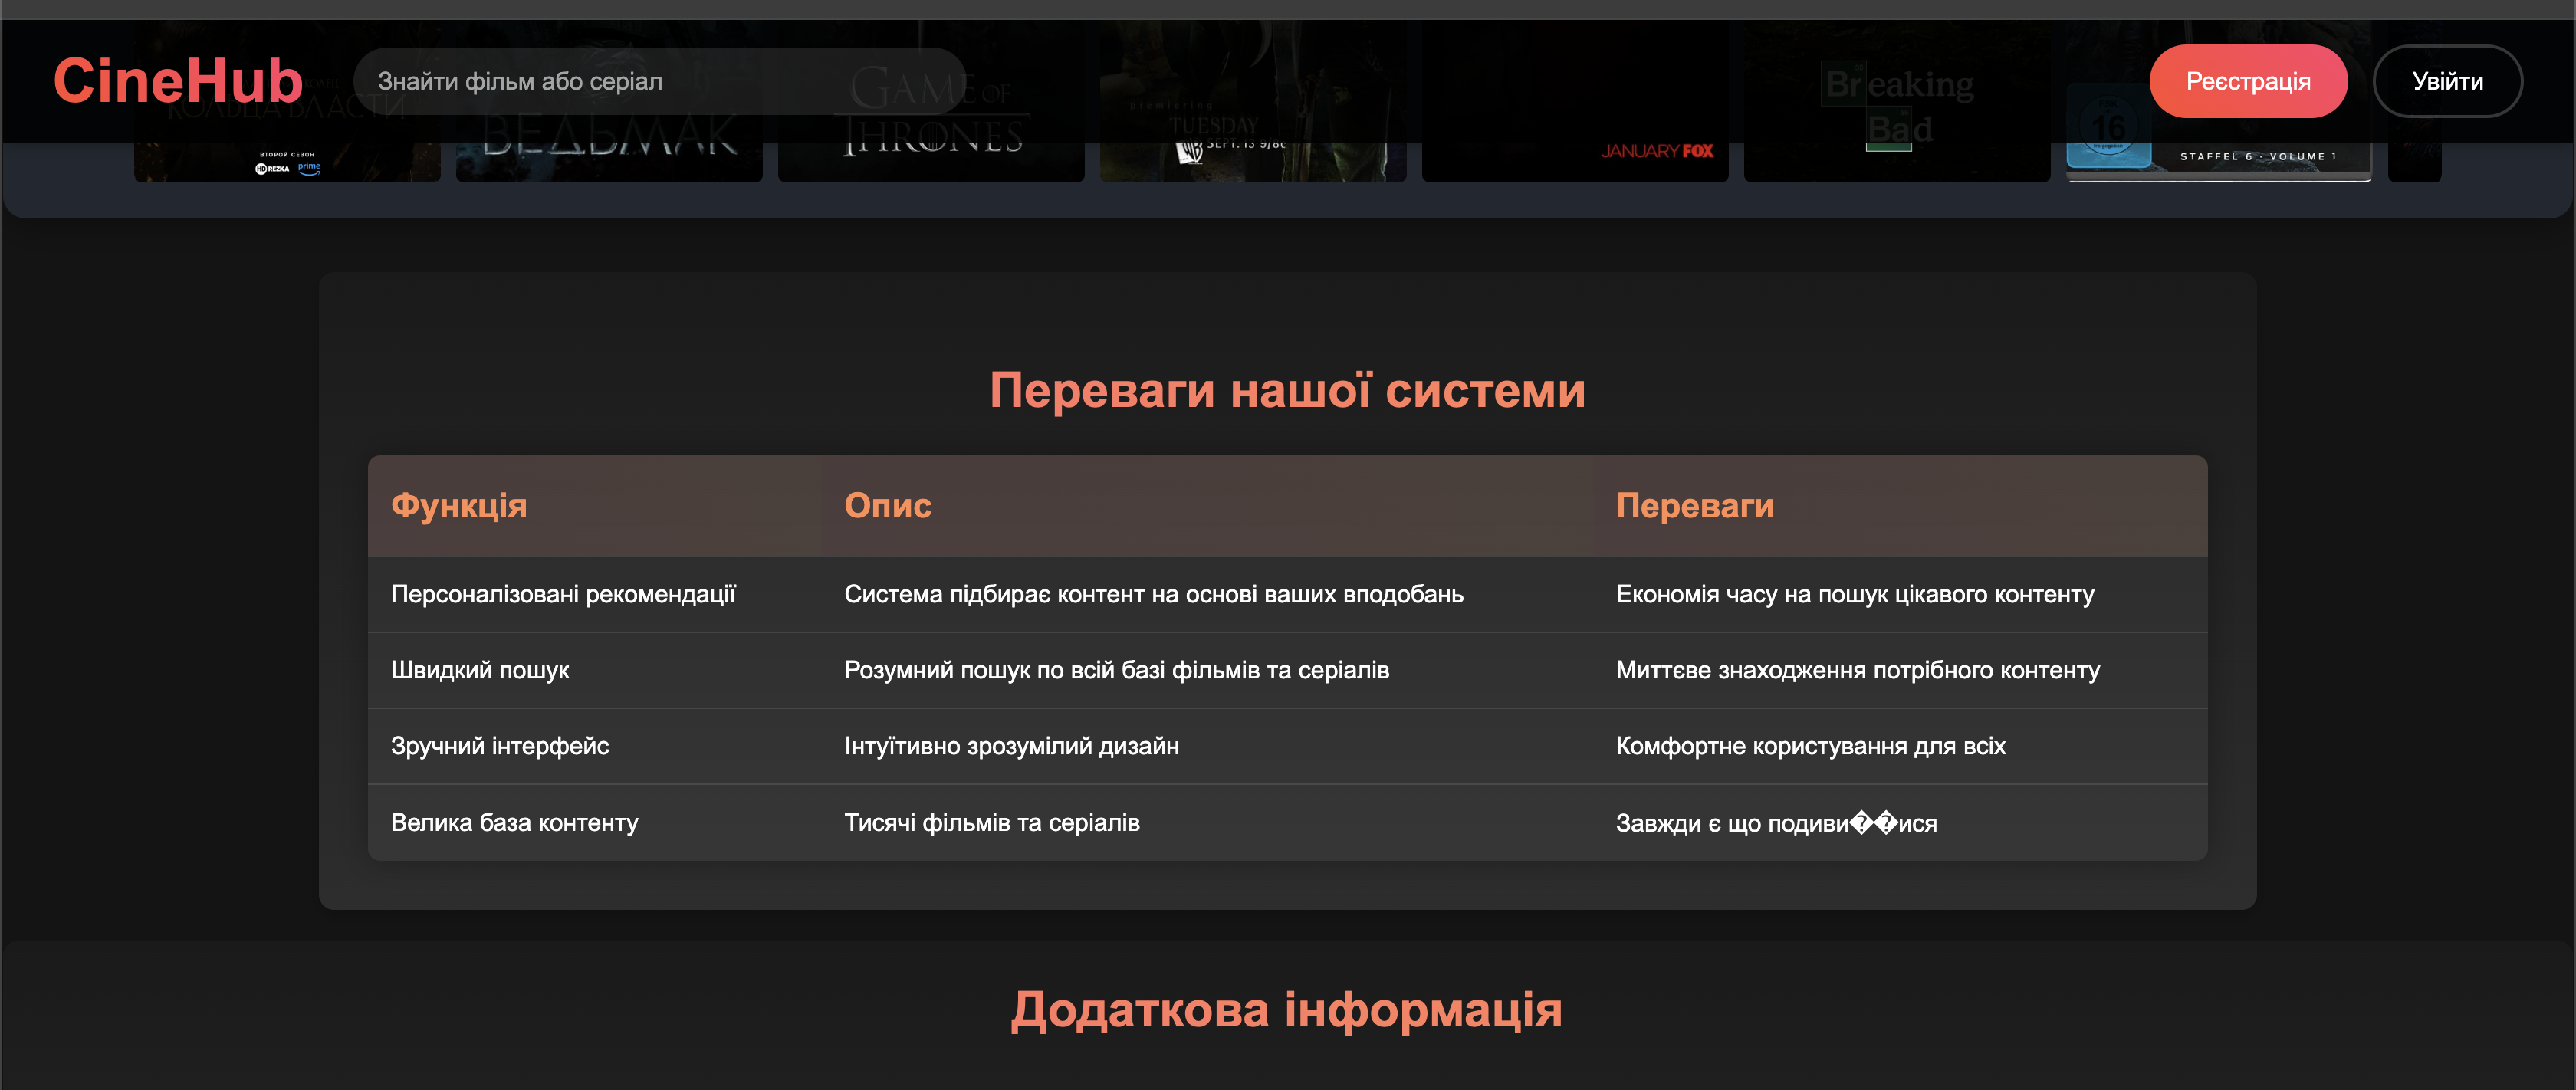 CineHub
Знайти фільм або серіал
Реєстрація
Увійти
КОЛЬЦА ВЛАСТИ
ВТОРОЙ СЕЗОН
HD REZKA | prime
ВЕДЬМАК
GAME OF
THRONES
premiering
TUESDAY
SEPT. 13 9/8c
JANUARY FOX
Breaking
Bad
16
STAFFEL 6 · VOLUME 1
Переваги нашої системи
Функція Опис Переваги
Персоналізовані рекомендації Система підбирає контент на основі ваших вподобань Економія часу на пошук цікавого контенту
Швидкий пошук Розумний пошук по всій базі фільмів та серіалів Миттєве знаходження потрібного контенту
Зручний інтерфейс Інтуїтивно зрозумілий дизайн Комфортне користування для всіх
Велика база контенту Тисячі фільмів та серіалів Завжди є що подиви��ися
Додаткова інформація